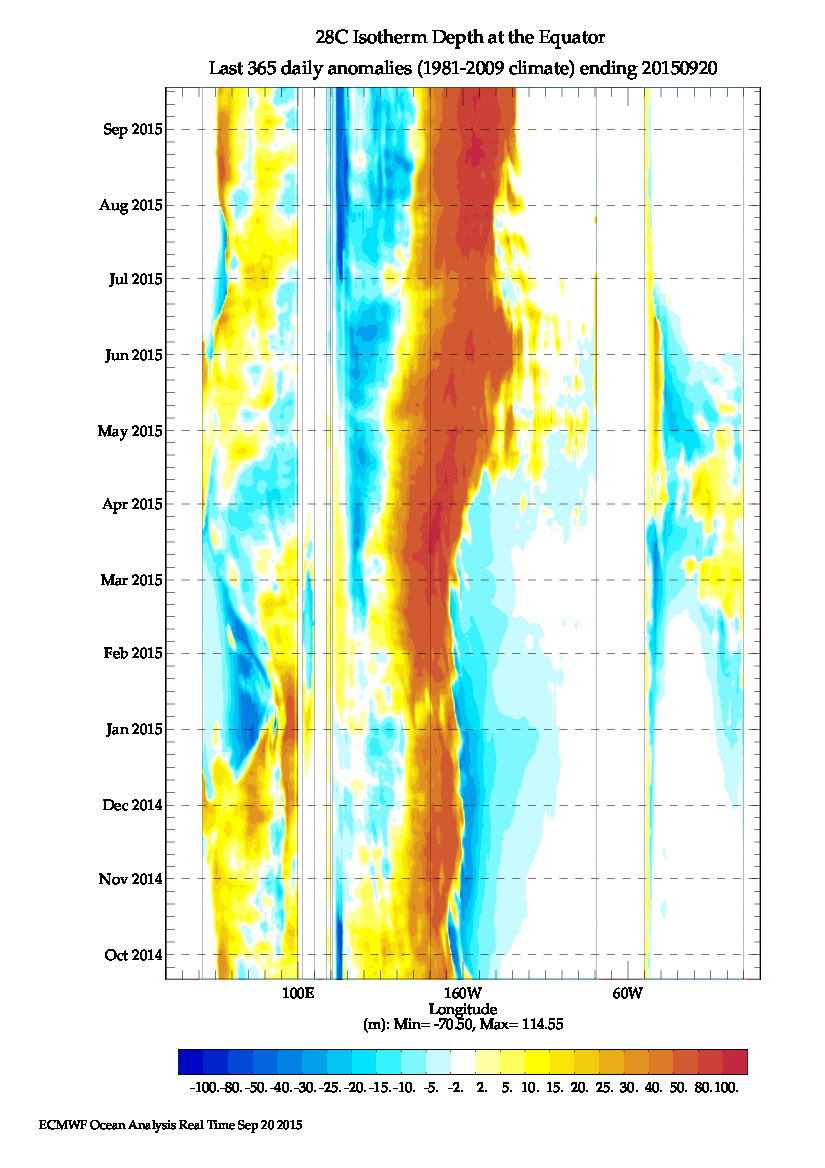 28C Isotherm Depth at the Equator
Last 365 daily anomalies (1981-2009 climate) ending 20150920
Sep 2015
Aug 2015
Jul 2015
Jun 2015
May 2015
Apr 2015
Mar 2015
Feb 2015
Jan 2015
Dec 2014
Nov 2014
Oct 2014
100E 160W 60W
Longitude
(m): Min= -70.50, Max= 114.55
-100.-80. -50. -40.-30. -25. -20. -15.-10. -5. -2. 2. 5. 10. 15. 20. 25. 30. 40. 50. 80.100.
ECMWF Ocean Analysis Real Time Sep 20 2015